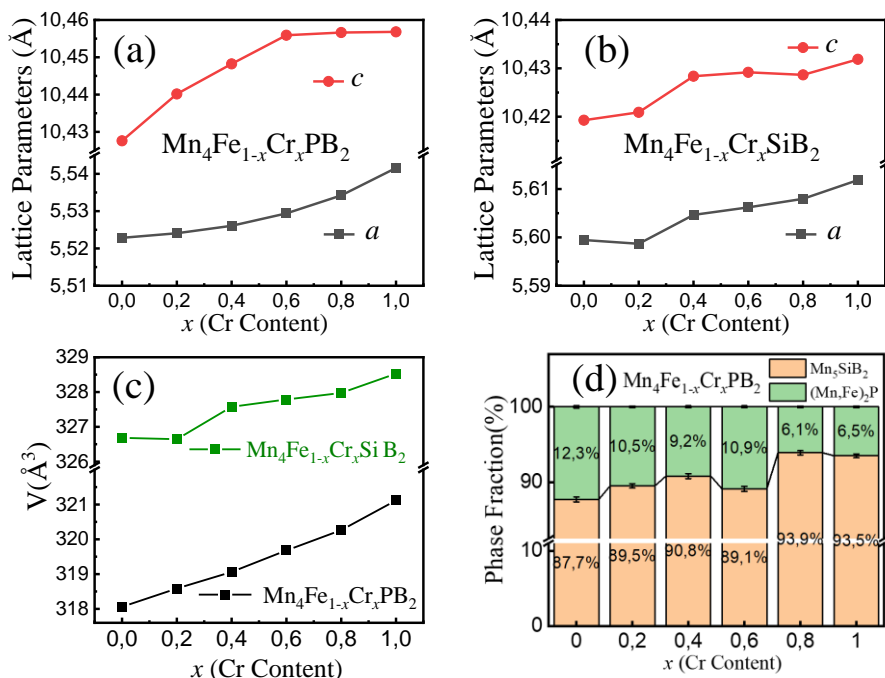 (a)
Lattice Parameters (Å)
10,46
10,45
10,44
10,43
5,54
5,53
5,52
5,51
c
Mn₄Fe₁₋ₓCrₓPB₂
a
0,0 0,2 0,4 0,6 0,8 1,0
x (Cr Content)
(b)
Lattice Parameters (Å)
10,44
10,43
10,42
5,61
5,60
5,59
c
Mn₄Fe₁₋ₓCrₓSiB₂
a
0,0 0,2 0,4 0,6 0,8 1,0
x (Cr Content)
(c)
V(Å³)
329
328
327
326
321
320
319
318
Mn₄Fe₁₋ₓCrₓSi B₂
Mn₄Fe₁₋ₓCrₓPB₂
0,0 0,2 0,4 0,6 0,8 1,0
x (Cr Content)
(d)
Mn₄Fe₁₋ₓCrₓPB₂
Mn₅SiB₂
(Mn,Fe)₂P
Phase Fraction(%)
100
90
10
0
12,3% 10,5% 9,2% 10,9% 6,1% 6,5%
87,7% 89,5% 90,8% 89,1% 93,9% 93,5%
0 0,2 0,4 0,6 0,8 1
x (Cr Content)